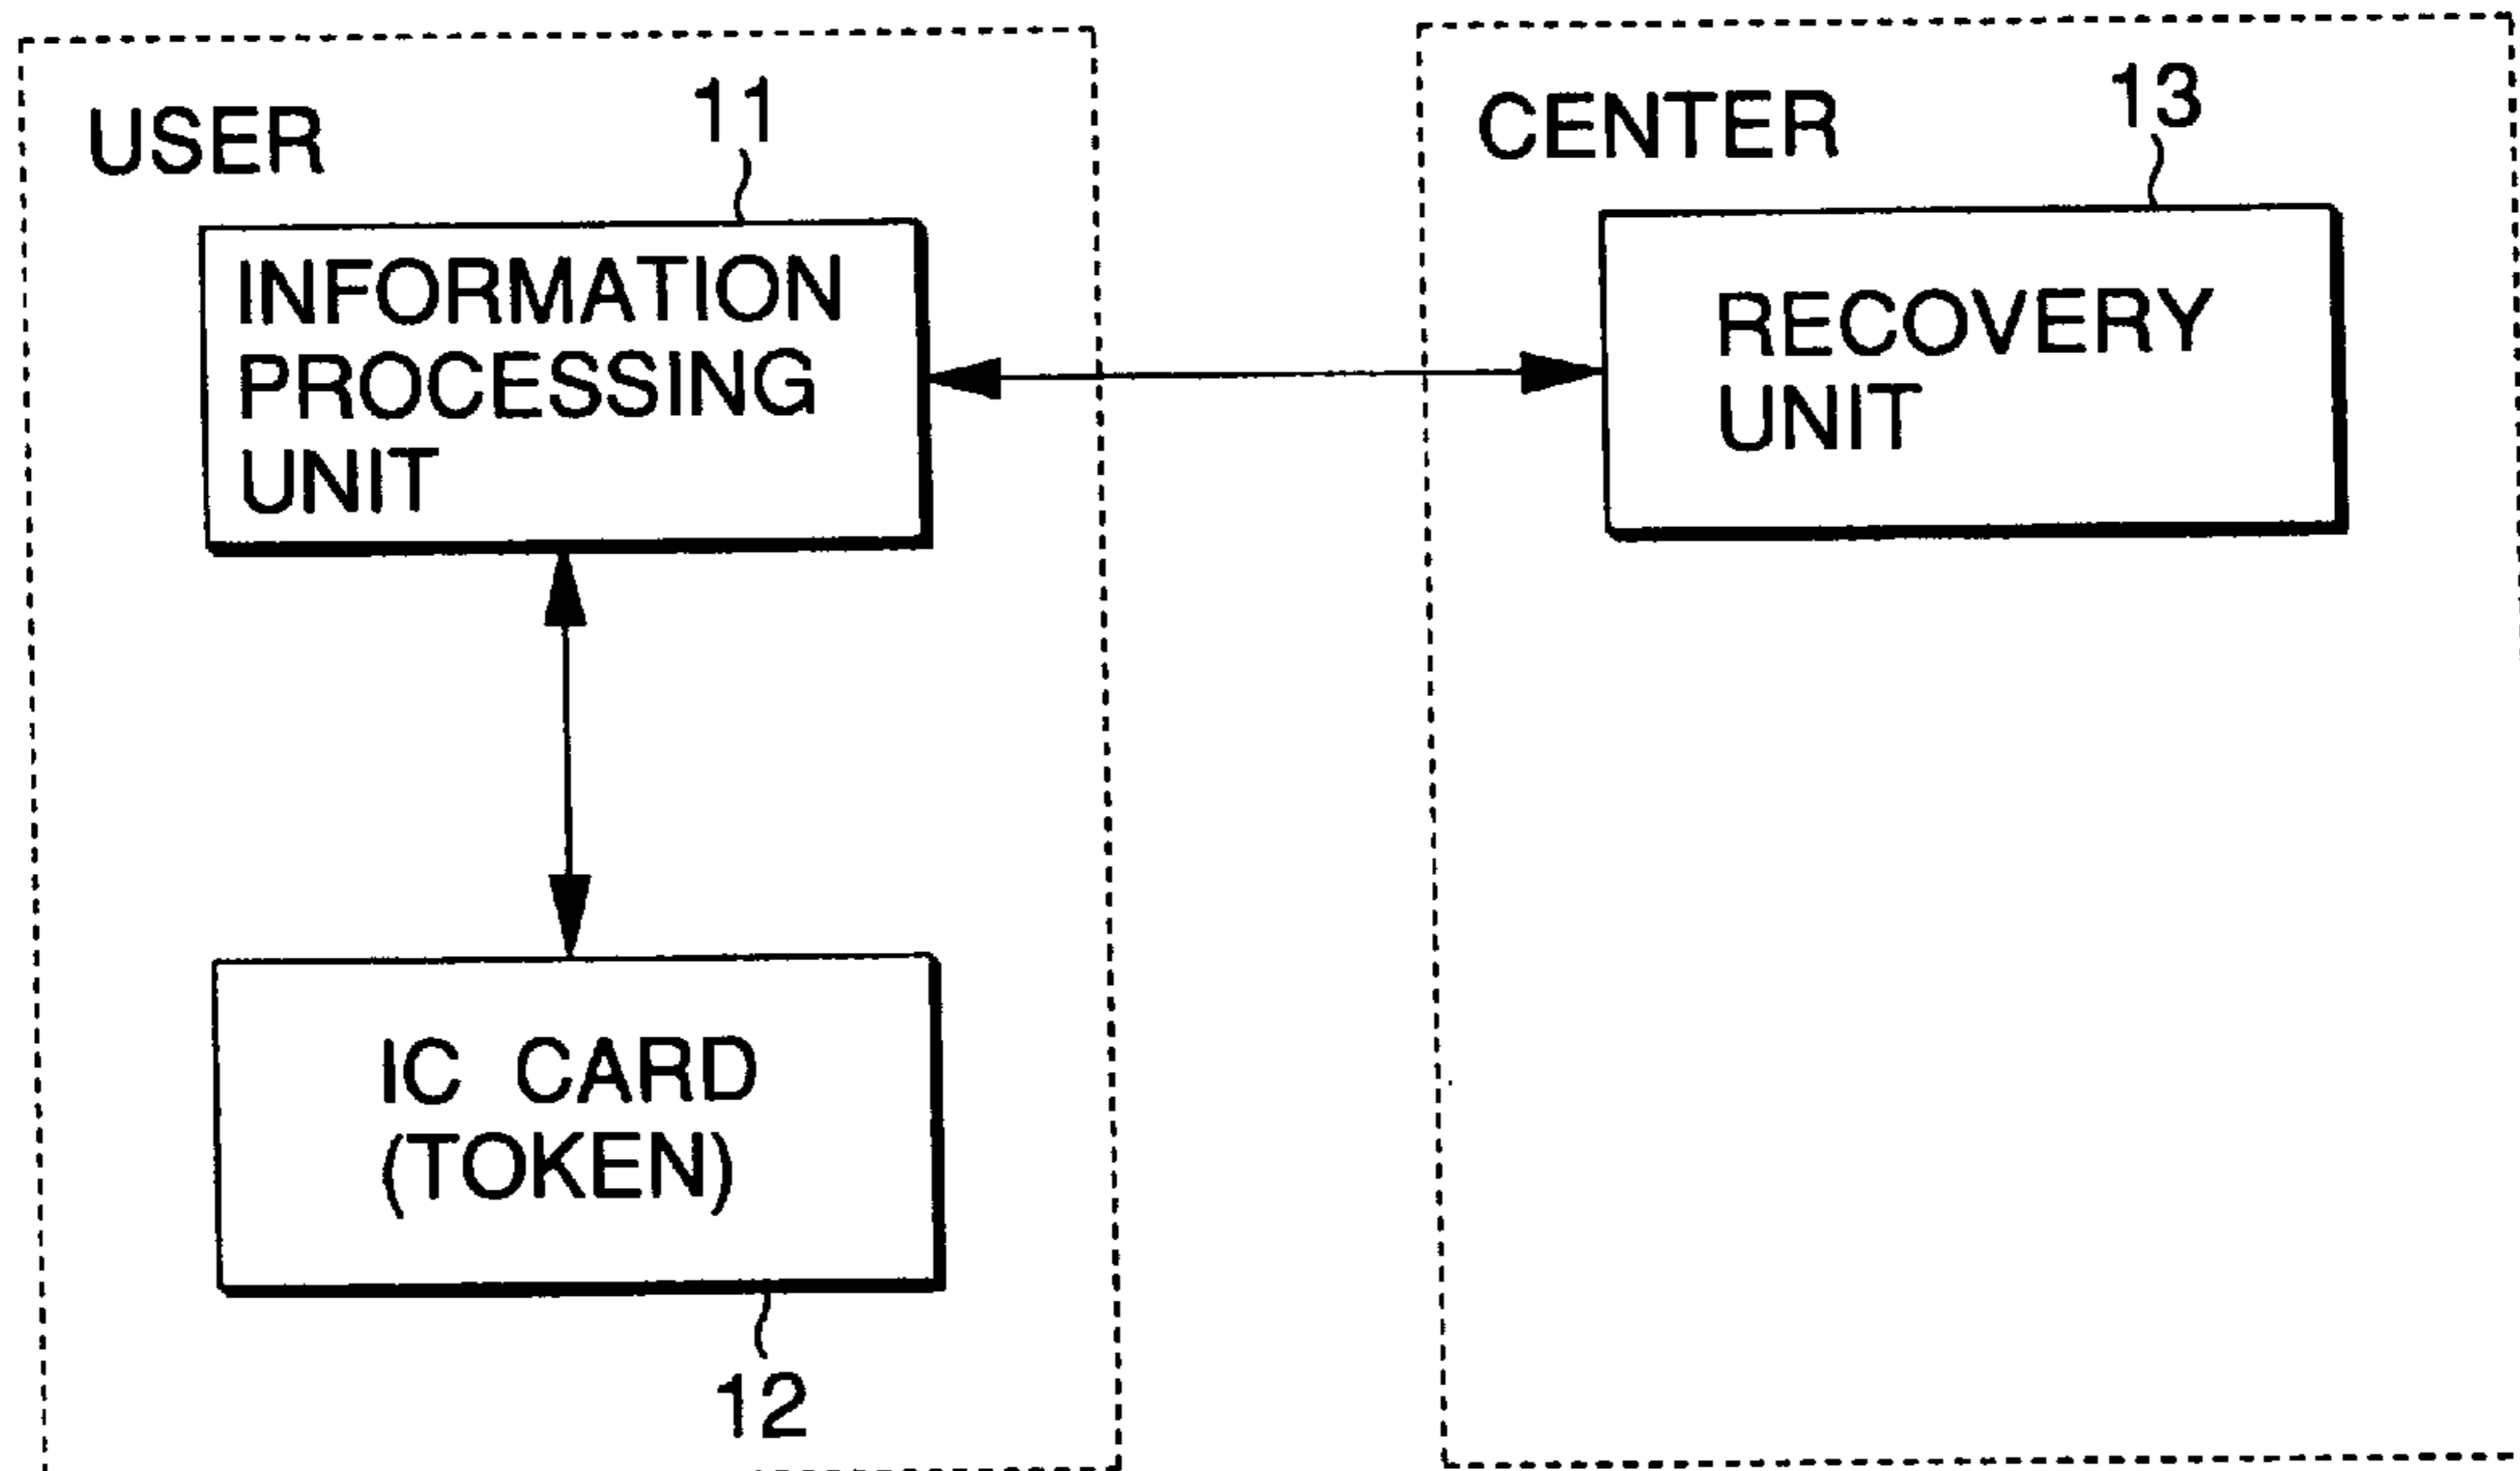 USER
11
INFORMATION
PROCESSING
UNIT
IC CARD
(TOKEN)
12
CENTER
13
RECOVERY
UNIT